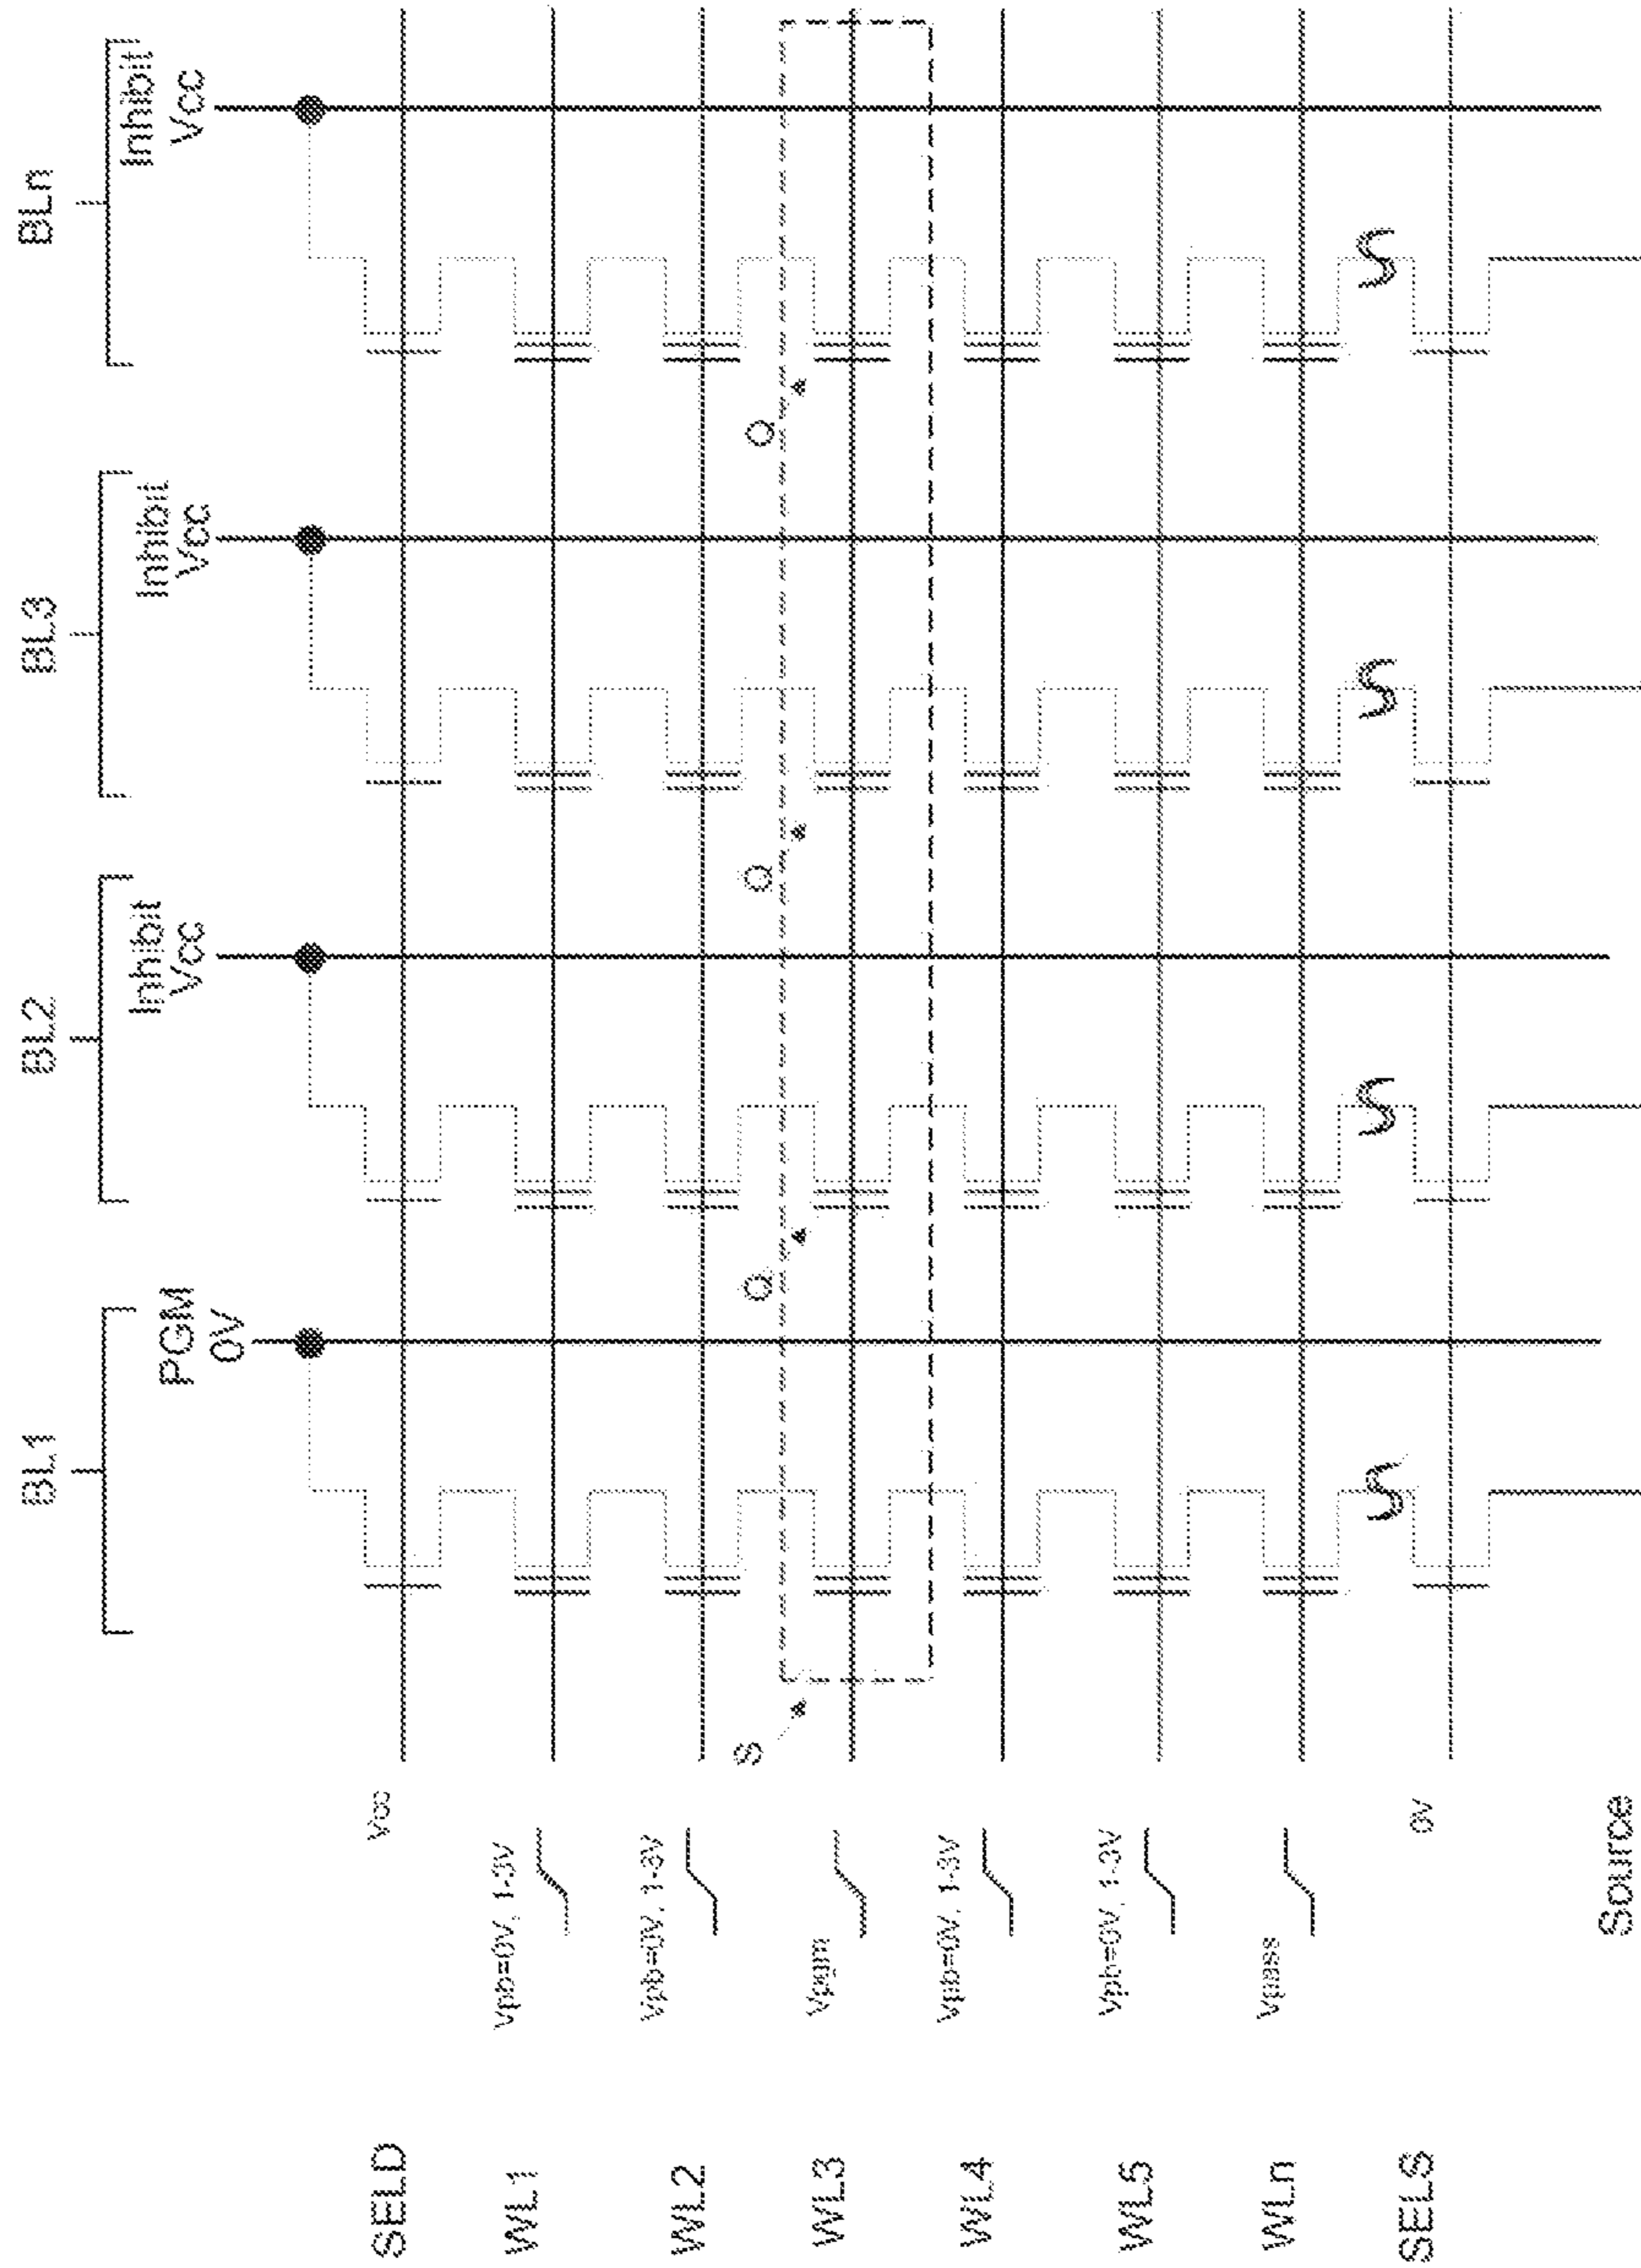 BL1
BL2
BL3
BLn
PGM
0V
Inhibit
Vcc
Inhibit
Vcc
Inhibit
Vcc
SELD
Vcc
WL1
Vpb=0V, 1-3V
WL2
Vpb=0V, 1-3V
S
Q
Q
Q
WL3
Vpgm
WL4
Vpb=0V, 1-3V
WL5
Vpb=0V, 1-3V
WLn
Vpass
SELS
0V
Source